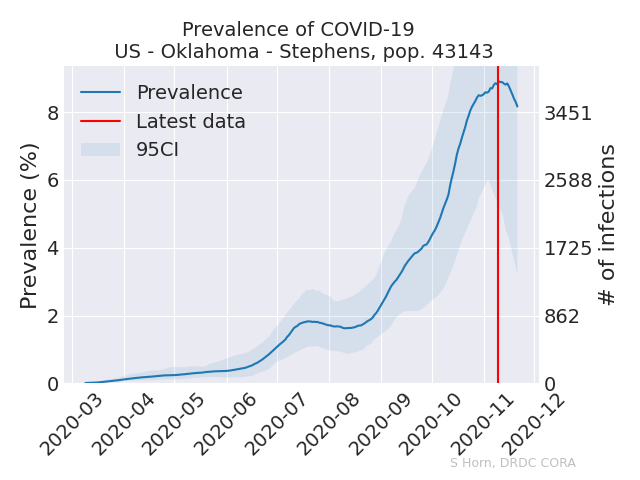 Prevalence of COVID-19
US - Oklahoma - Stephens, pop. 43143
Prevalence
Latest data
95CI
Prevalence (%)
8
6
4
2
0
3451
2588
1725
862
0
# of infections
2020-03
2020-04
2020-05
2020-06
2020-07
2020-08
2020-09
2020-10
2020-11
2020-12
S Horn, DRDC CORA